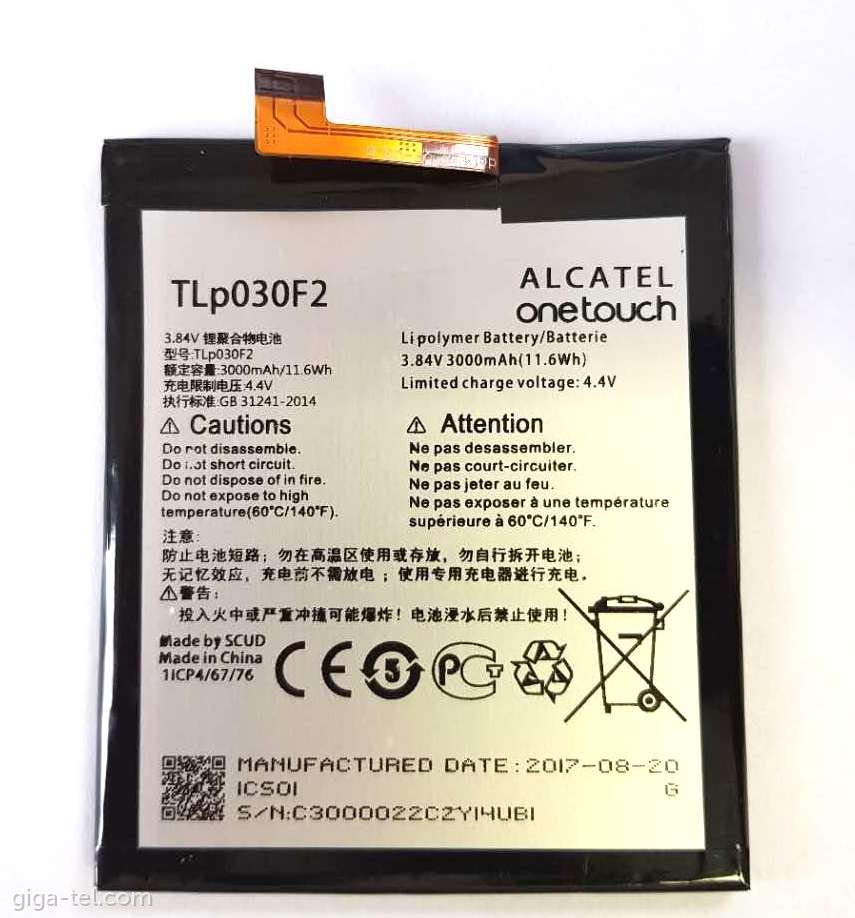 TLp030F2
ALCATEL
onetouch
3.84V 锂聚合物电池
型号:TLp030F2
额定容量:3000mAh/11.6Wh
充电限制电压:4.4V
执行标准:GB 31241-2014
Li-polymer Battery/Batterie
3.84V 3000mAh(11.6Wh)
Limited charge voltage: 4.4V
⚠ Cautions
Do not disassemble.
Do not short circuit.
Do not dispose of in fire.
Do not expose to high
temperature(60°C/140°F).
⚠ Attention
Ne pas desassembler.
Ne pas court-circuiter.
Ne pas jeter au feu.
Ne pas exposer à une température
supérieure à 60°C/140°F.
注意:
防止电池短路；勿在高温区使用或存放，勿自行拆开电池；
无记忆效应，充电前不需放电；使用专用充电器进行充电。
⚠警告:
投入火中或严重冲撞可能爆炸！电池浸水后禁止使用！
Made by SCUD
Made in China
1ICP4/67/76
CE
5
PCT
MANUFACTURED DATE:2017-08-20
ICS01 G
S/N:C3000022C2Y14UB1
giga-tel.com